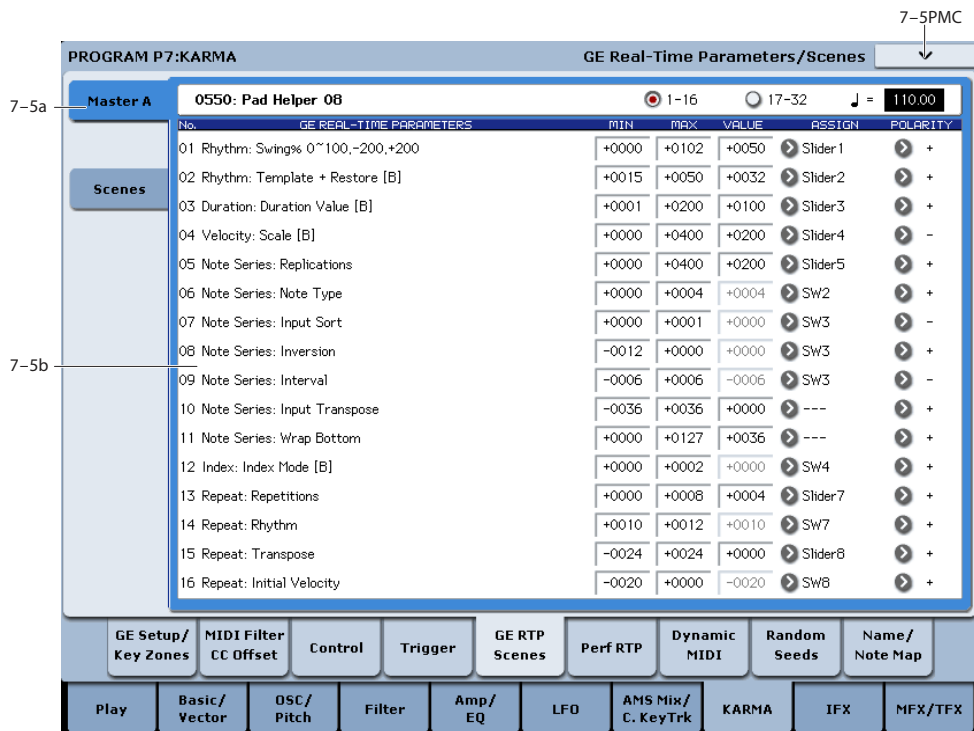 7–5PMC
PROGRAM P7:KARMA GE Real-Time Parameters/Scenes
7–5a
Master A 0550: Pad Helper 08 1-16 17-32 ♩ = 110.00
No. GE REAL-TIME PARAMETERS MIN MAX VALUE ASSIGN POLARITY
01 Rhythm: Swing% 0~100,-200,+200 +0000 +0102 +0050 Slider1 +
Scenes
02 Rhythm: Template + Restore [B] +0015 +0050 +0032 Slider2 +
03 Duration: Duration Value [B] +0001 +0200 +0100 Slider3 +
04 Velocity: Scale [B] +0000 +0400 +0200 Slider4 -
05 Note Series: Replications +0000 +0400 +0200 Slider5 +
06 Note Series: Note Type +0000 +0004 +0004 SW2 +
07 Note Series: Input Sort +0000 +0001 +0000 SW3 -
08 Note Series: Inversion -0012 +0000 +0000 SW3 +
7–5b
09 Note Series: Interval -0006 +0006 -0006 SW3 -
10 Note Series: Input Transpose -0036 +0036 +0000 --- +
11 Note Series: Wrap Bottom +0000 +0127 +0036 --- +
12 Index: Index Mode [B] +0000 +0002 +0000 SW4 +
13 Repeat: Repetitions +0000 +0008 +0004 Slider7 +
14 Repeat: Rhythm +0010 +0012 +0010 SW7 +
15 Repeat: Transpose -0024 +0024 +0000 Slider8 +
16 Repeat: Initial Velocity -0020 +0000 -0020 SW8 +
GE Setup/ Key Zones
MIDI Filter CC Offset
Control
Trigger
GE RTP Scenes
Perf RTP
Dynamic MIDI
Random Seeds
Name/ Note Map
Play
Basic/ Vector
OSC/ Pitch
Filter
Amp/ EQ
LFO
AMS Mix/ C. KeyTrk
KARMA
IFX
MFX/TFX